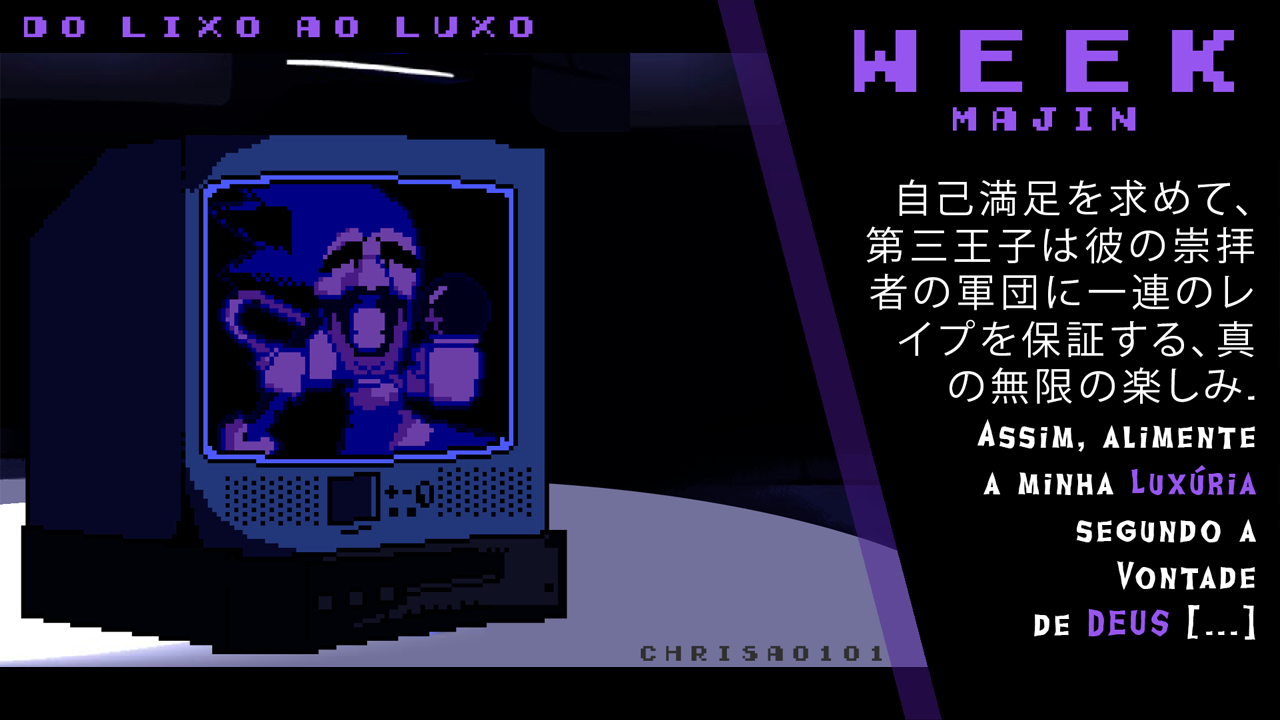 DO LIXO AO LUXO
WEEK
MAJIN
自己満足を求めて、
第三王子は彼の崇拝
者の軍団に一連のレ
イプを保証する、真
の無限の楽しみ.
ASSiM, ALiMENTE
A MiNHA LUXÚRiA
SEGUNDO A
VONTADE
DE DEUS [...]
CHRISAO101